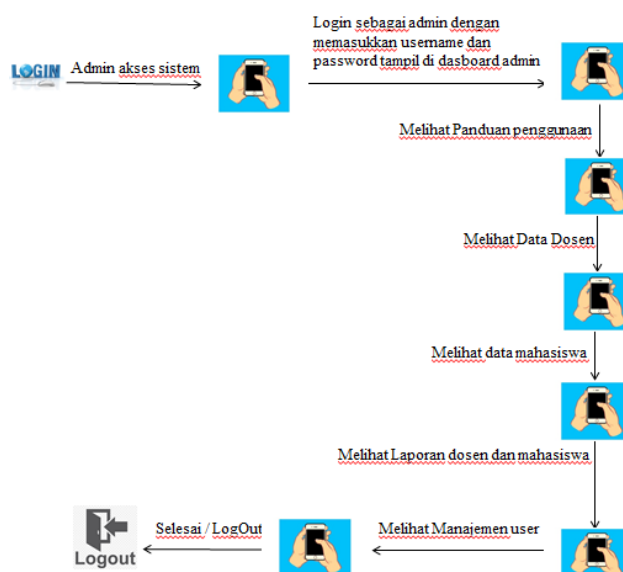 LOGIN
Admin akses sistem
Login sebagai admin dengan
memasukkan username dan
password tampil di dasboard admin
Melihat Panduan penggunaan
Melihat Data Dosen
Melihat data mahasiswa
Melihat Laporan dosen dan mahasiswa
Melihat Manajemen user
Selesai / LogOut
Logout